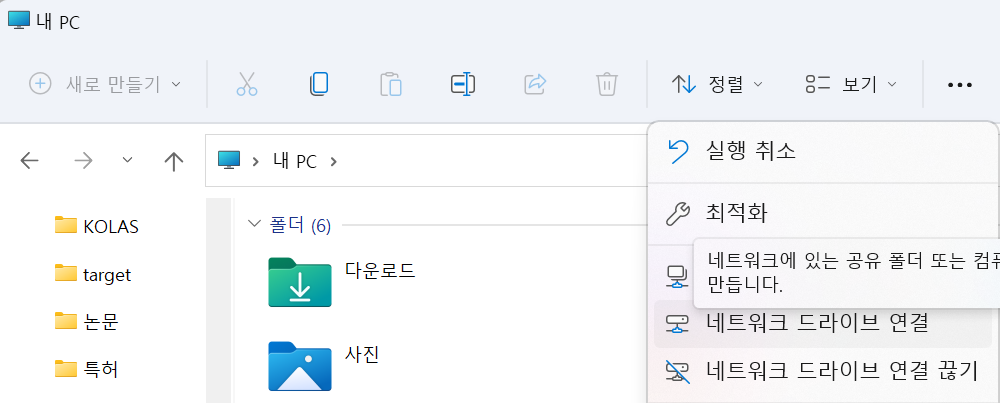 내 PC
새로 만들기
정렬
보기
내 PC
실행 취소
최적화
네트워크에 있는 공유 폴더 또는
만듭니다.
네트워크 드라이브 연결
네트워크 드라이브 연결 끊기
KOLAS
target
논문
특허
폴더 (6)
다운로드
사진